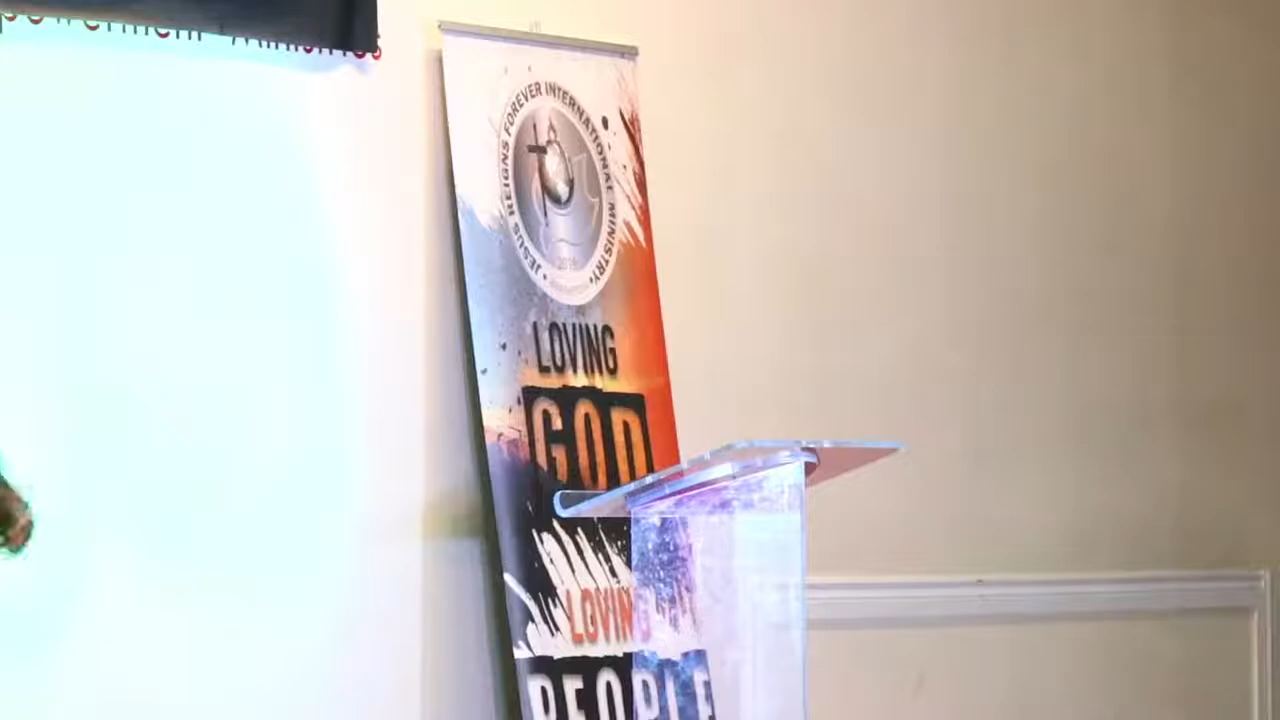 JESUS REIGNS FOREVER INTERNATIONAL MINISTRY
LOVING
GOD
LOVING
PEOPLE